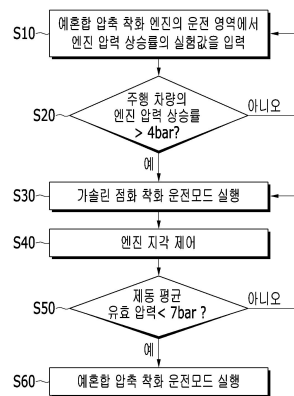 S10
예혼합 압축 착화 엔진의 운전 영역에서
엔진 압력 상승률의 실험값을 입력
S20
주행 차량의
엔진 압력 상승률
> 4bar?
아니오
예
S30
가솔린 점화 착화 운전모드 실행
S40
엔진 지각 제어
S50
제동 평균
유효 압력< 7bar ?
아니오
예
S60
예혼합 압축 착화 운전모드 실행